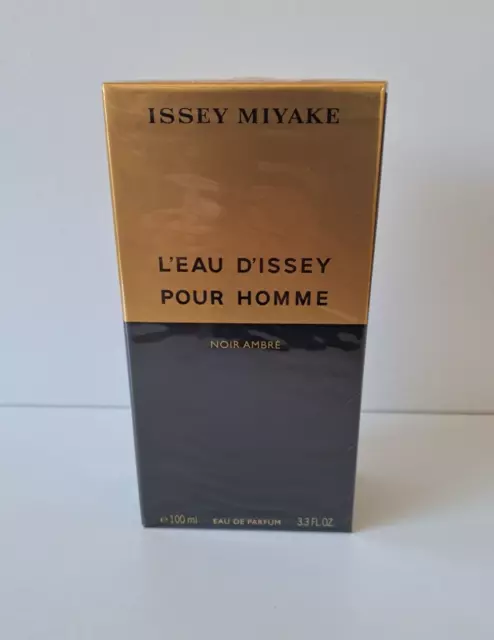 ISSEY MIYAKE
L'EAU D'ISSEY
POUR HOMME
NOIR AMBRÉ
e 100 ml EAU DE PARFUM 3.3 FL.OZ.